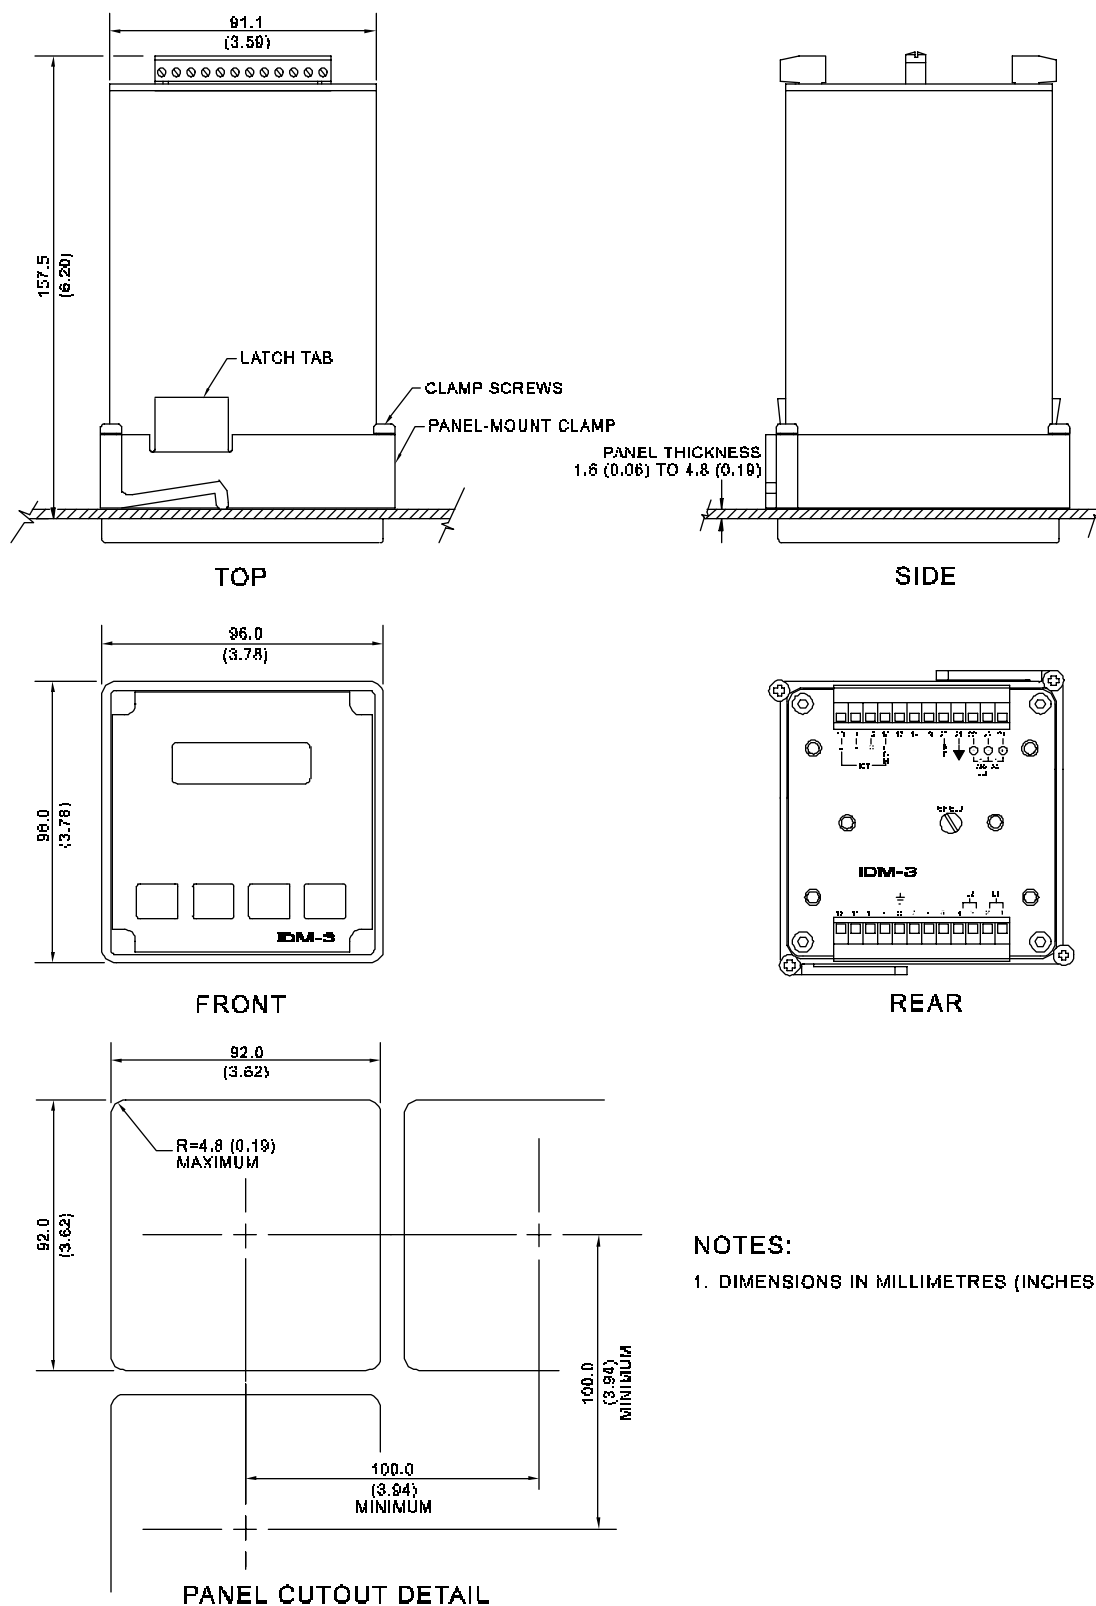 91.1
(3.59)
157.5
(6.20)
LATCH TAB
CLAMP SCREWS
PANEL-MOUNT CLAMP
PANEL THICKNESS
1.6 (0.06) TO 4.8 (0.19)
TOP
SIDE
96.0
(3.78)
96.0
(3.78)
IDM-3
FRONT
IDM-3
REAR
92.0
(3.62)
92.0
(3.62)
R=4.8 (0.19)
MAXIMUM
100.0
(3.94)
MINIMUM
100.0
(3.94)
MINIMUM
NOTES:
1. DIMENSIONS IN MILLIMETRES (INCHES
PANEL CUTOUT DETAIL